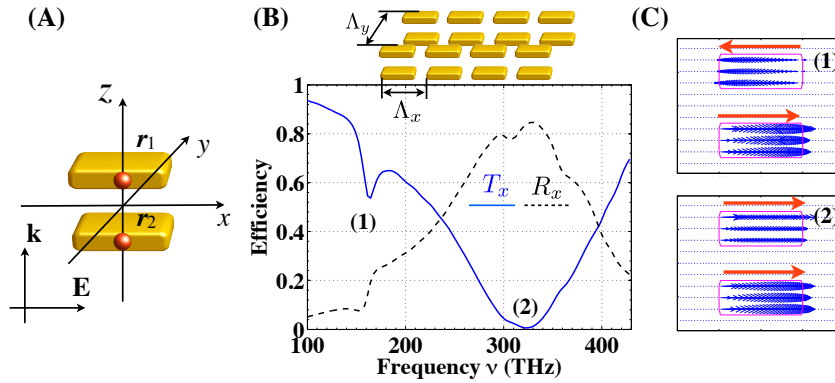 (A)
z
r₁
y
x
r₂
k
E
(B)
Λy
Λx
Efficiency
1
0.8
0.6
0.4
0.2
0
Tx
Rx
(1)
(2)
100
200
300
400
Frequency ν (THz)
(C)
(1)
(2)